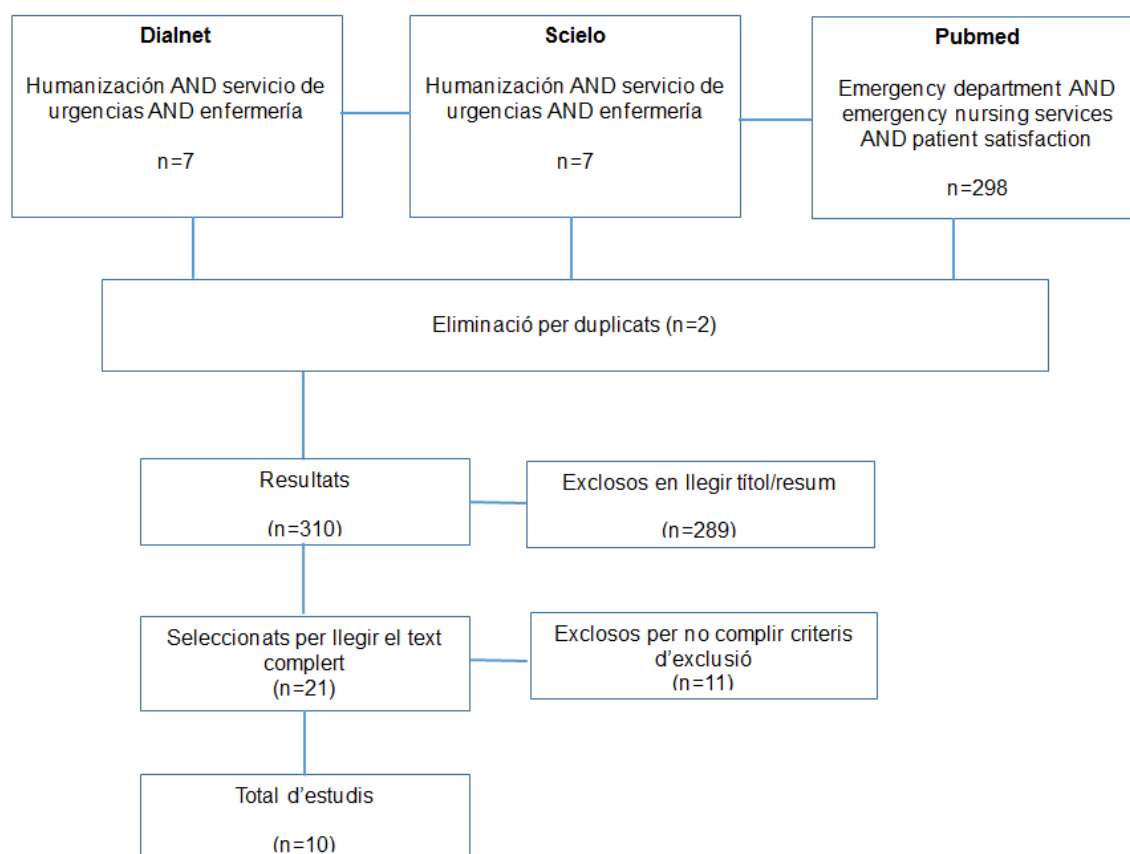 Dialnet
Humanización AND servicio de
urgencias AND enfermería
n=7
Scielo
Humanización AND servicio de
urgencias AND enfermería
n=7
Pubmed
Emergency department AND
emergency nursing services
AND patient satisfaction
n=298
Eliminació per duplicats (n=2)
Resultats
(n=310)
Exclosos en llegir títol/resum
(n=289)
Seleccionats per llegir el text
complert
(n=21)
Exclosos per no complir criteris
d’exclusió
(n=11)
Total d’estudis
(n=10)